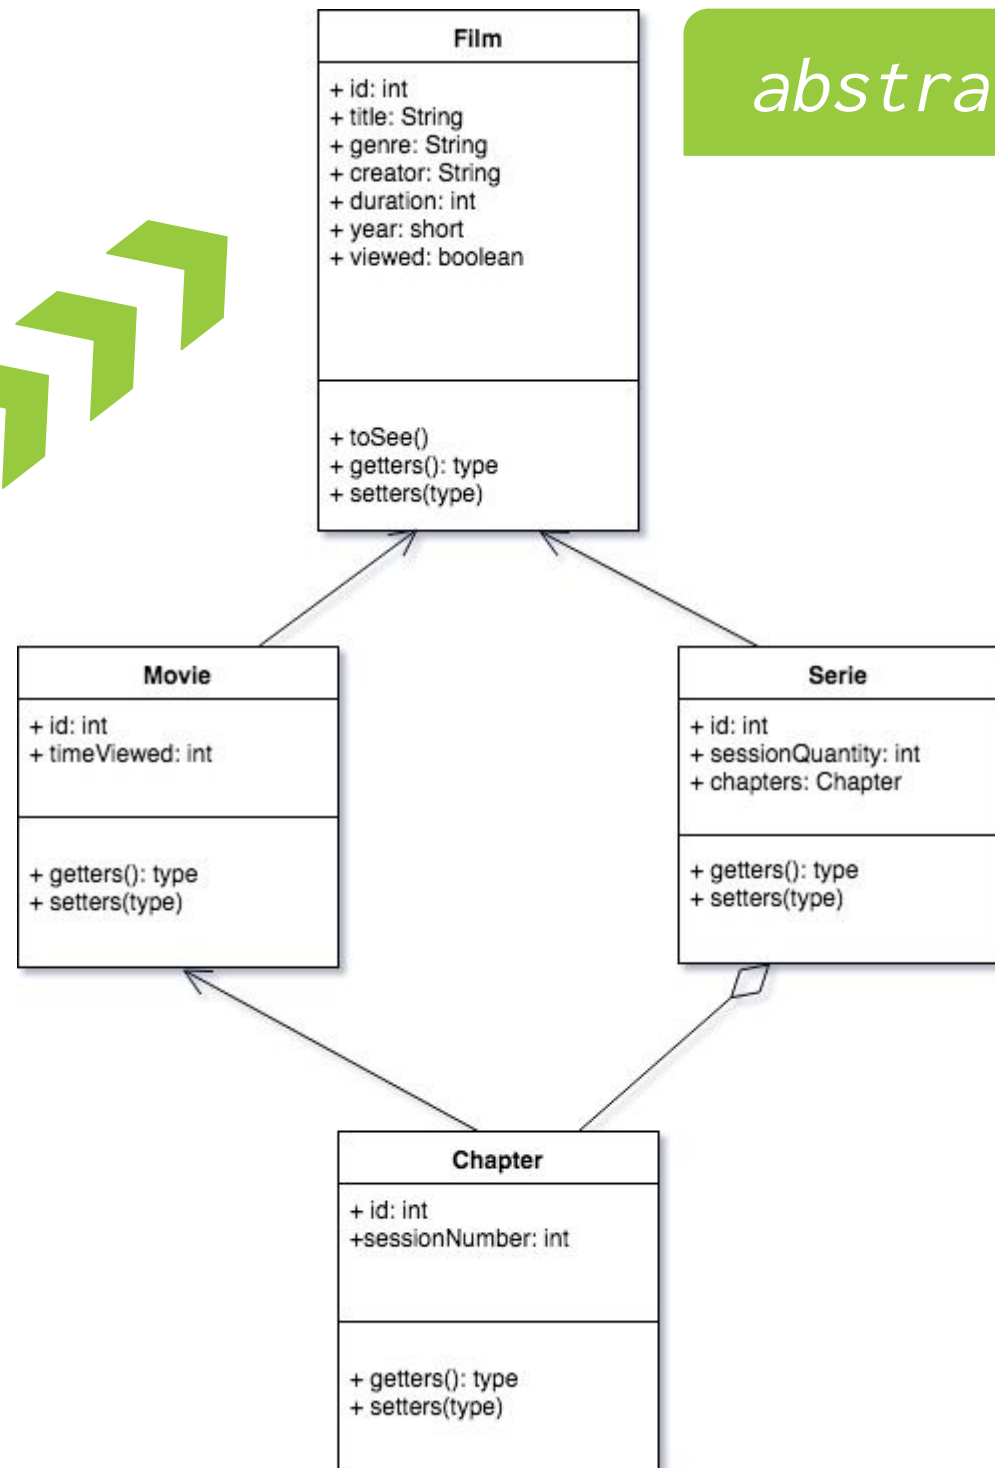 Film
+ id: int
+ title: String
+ genre: String
+ creator: String
+ duration: int
+ year: short
+ viewed: boolean
+ toSee()
+ getters(): type
+ setters(type)
abstra
Movie
+ id: int
+ timeViewed: int
+ getters(): type
+ setters(type)
Serie
+ id: int
+ sessionQuantity: int
+ chapters: Chapter
+ getters(): type
+ setters(type)
Chapter
+ id: int
+sessionNumber: int
+ getters(): type
+ setters(type)